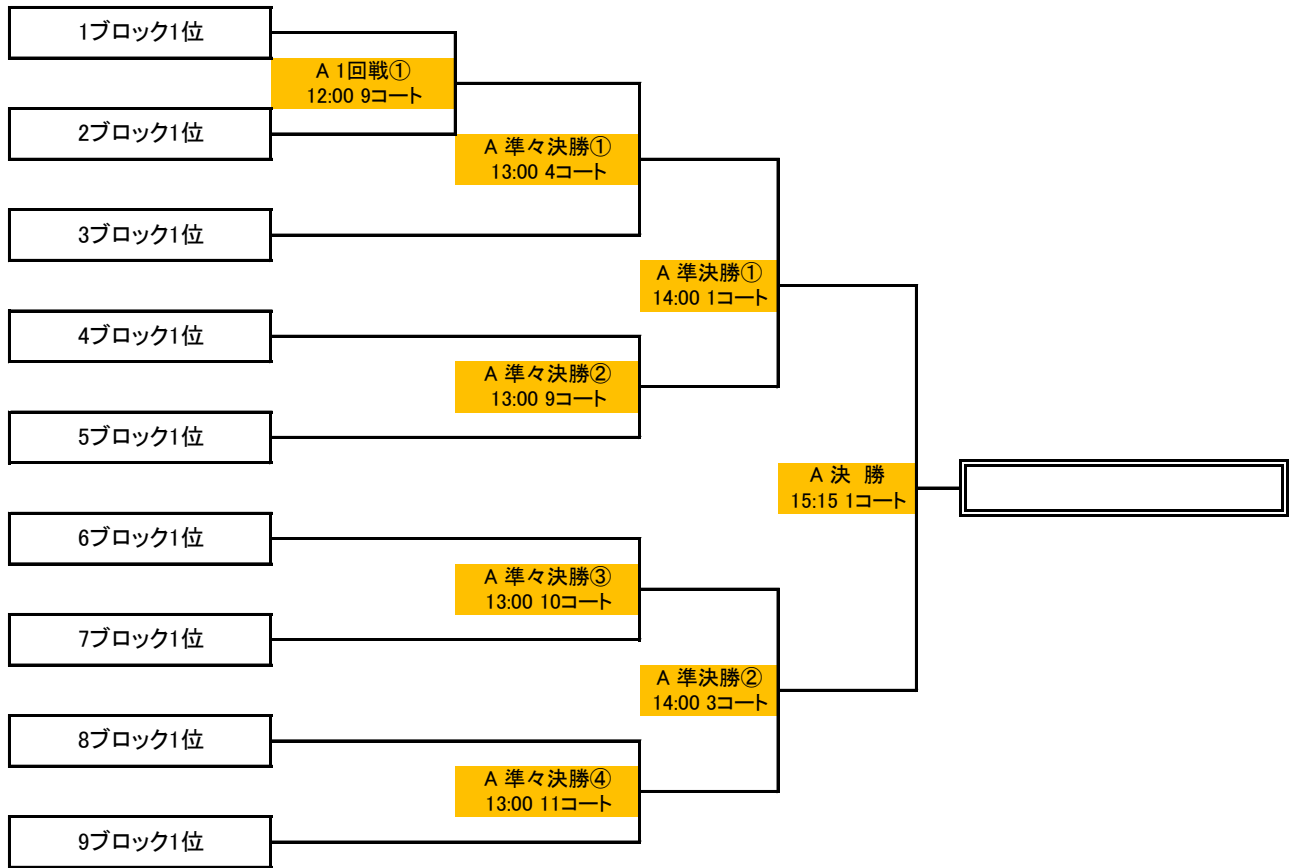 1ブロック1位
A 1回戦①
12:00 9コート
2ブロック1位
A 準々決勝①
13:00 4コート
3ブロック1位
A 準決勝①
14:00 1コート
4ブロック1位
A 準々決勝②
13:00 9コート
5ブロック1位
A 決　勝
15:15 1コート
6ブロック1位
A 準々決勝③
13:00 10コート
7ブロック1位
A 準決勝②
14:00 3コート
8ブロック1位
A 準々決勝④
13:00 11コート
9ブロック1位